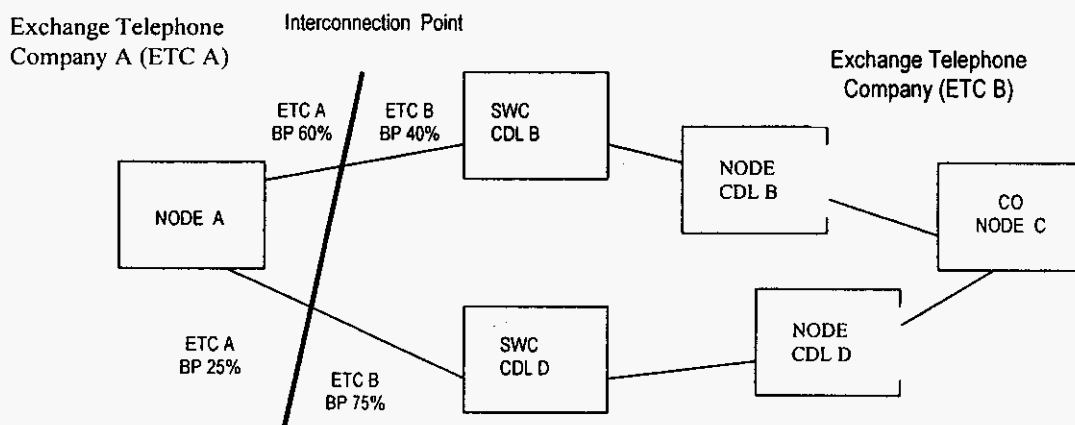 Exchange Telephone
Company A (ETC A)
Interconnection Point
Exchange Telephone
Company (ETC B)
ETC A
BP 60%
ETC B
BP 40%
SWC
CDL B
NODE
CDL B
NODE A
CO
NODE C
ETC A
BP 25%
ETC B
BP 75%
SWC
CDL D
NODE
CDL D